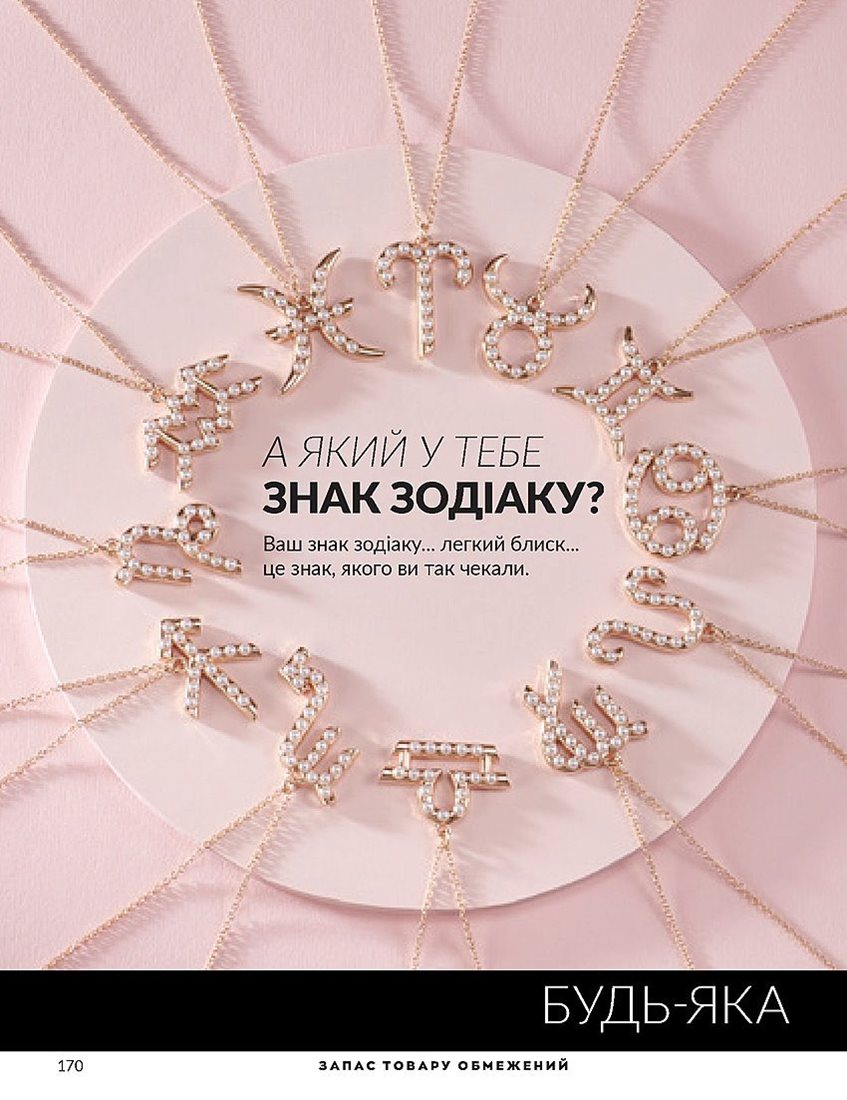 А ЯКИЙ У ТЕБЕ
ЗНАК ЗОДІАКУ?
Ваш знак зодіаку... легкий блиск...
це знак, якого ви так чекали.
БУДЬ-ЯКА
170
ЗАПАС ТОВАРУ ОБМЕЖЕНИЙ